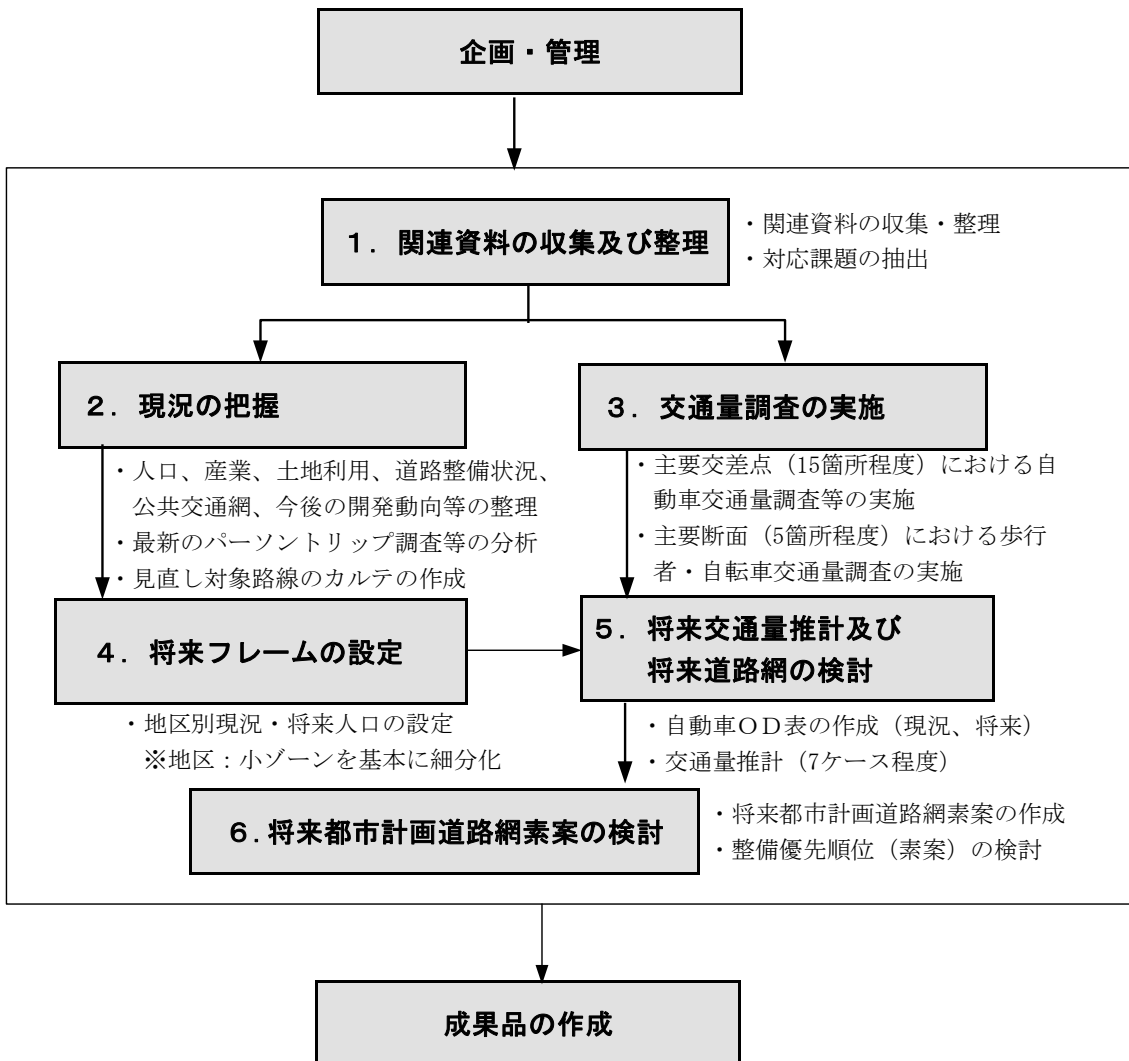 企画・管理
1．関連資料の収集及び整理
・関連資料の収集・整理
・対応課題の抽出
2．現況の把握
・人口、産業、土地利用、道路整備状況、
公共交通網、今後の開発動向等の整理
・最新のパーソントリップ調査等の分析
・見直し対象路線のカルテの作成
3．交通量調査の実施
・主要交差点（15箇所程度）における自
動車交通量調査等の実施
・主要断面（5箇所程度）における歩行
者・自転車交通量調査の実施
4．将来フレームの設定
・地区別現況・将来人口の設定
※地区：小ゾーンを基本に細分化
5．将来交通量推計及び
将来道路網の検討
・自動車ＯＤ表の作成（現況、将来）
・交通量推計（7ケース程度）
6.将来都市計画道路網素案の検討
・将来都市計画道路網素案の作成
・整備優先順位（素案）の検討
成果品の作成